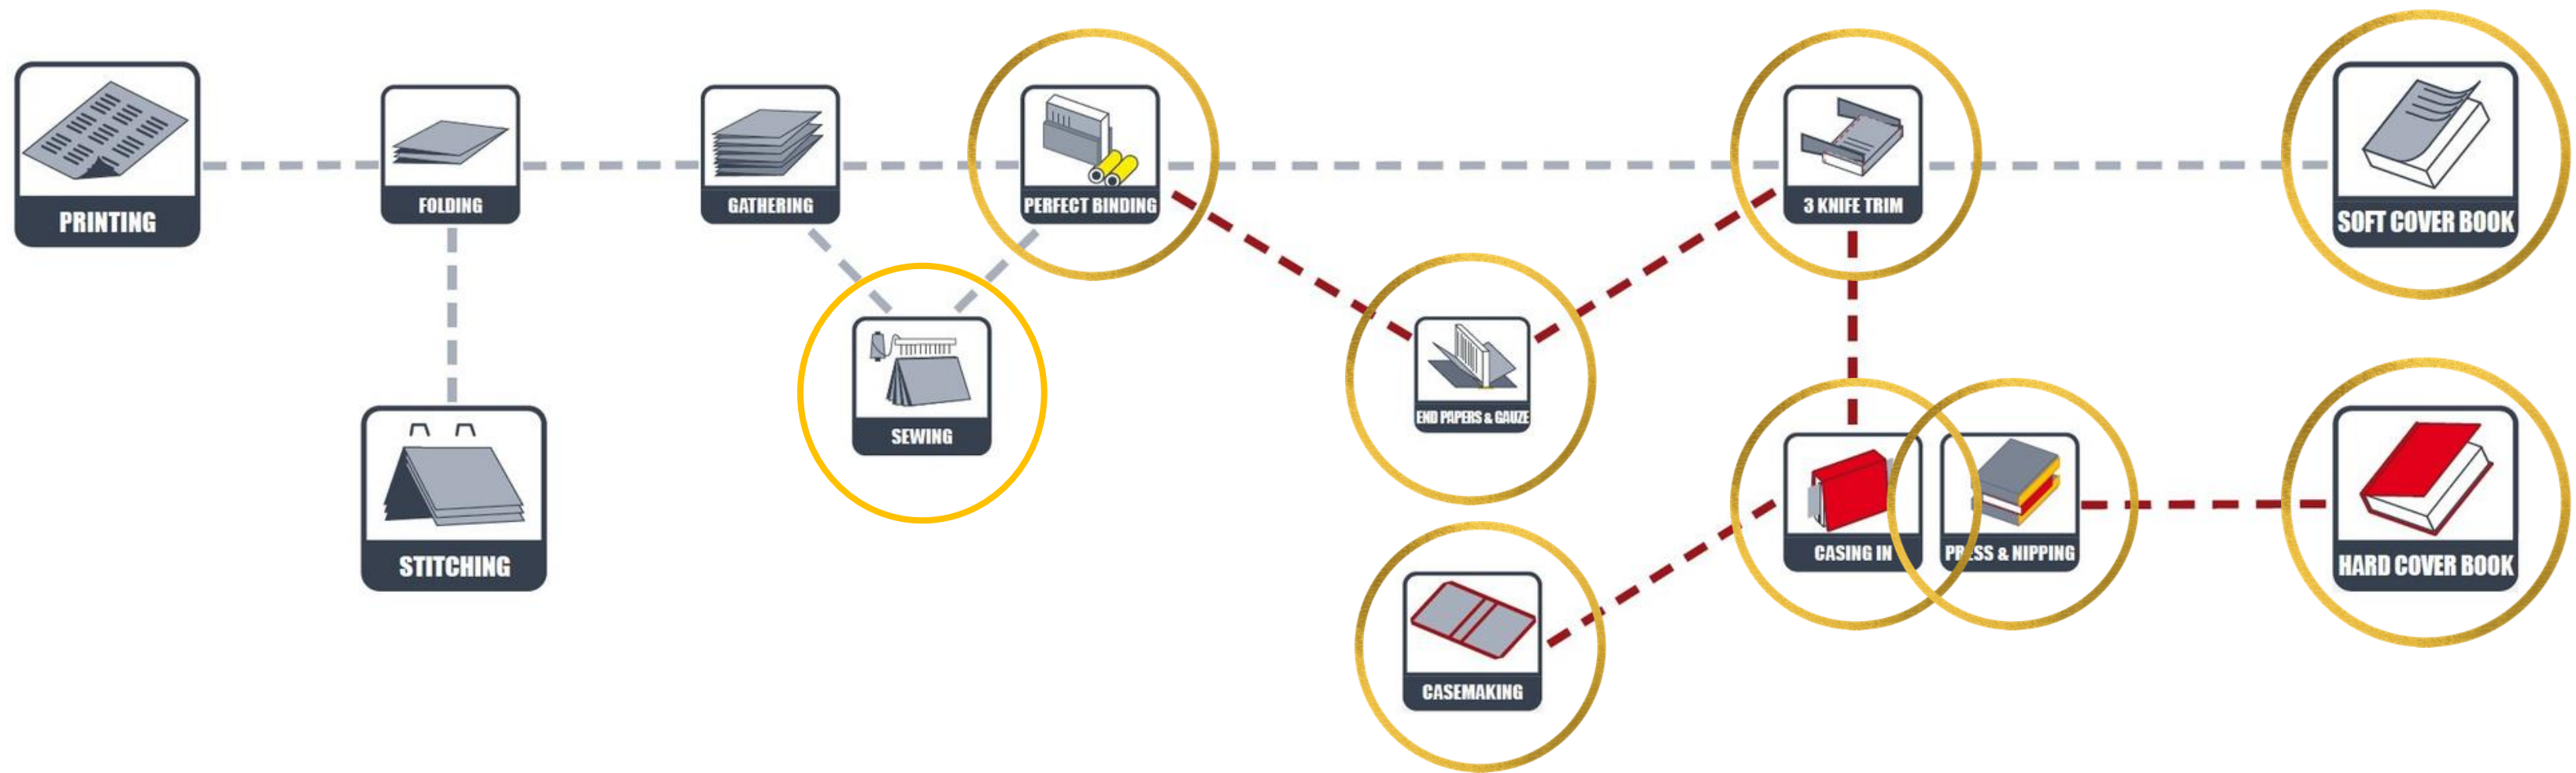 PRINTING
FOLDING
GATHERING
PERFECT BINDING
3 KNIFE TRIM
SOFT COVER BOOK
STITCHING
SEWING
END PAPERS & GAUZE
CASEMAKING
CASING IN
PRESS & NIPPING
HARD COVER BOOK